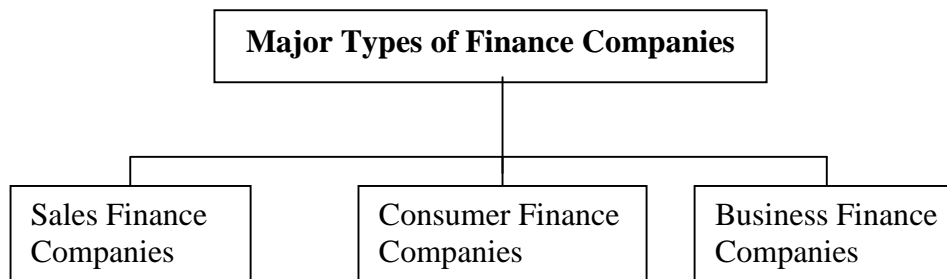 Major Types of Finance Companies
Sales Finance
Companies
Consumer Finance
Companies
Business Finance
Companies